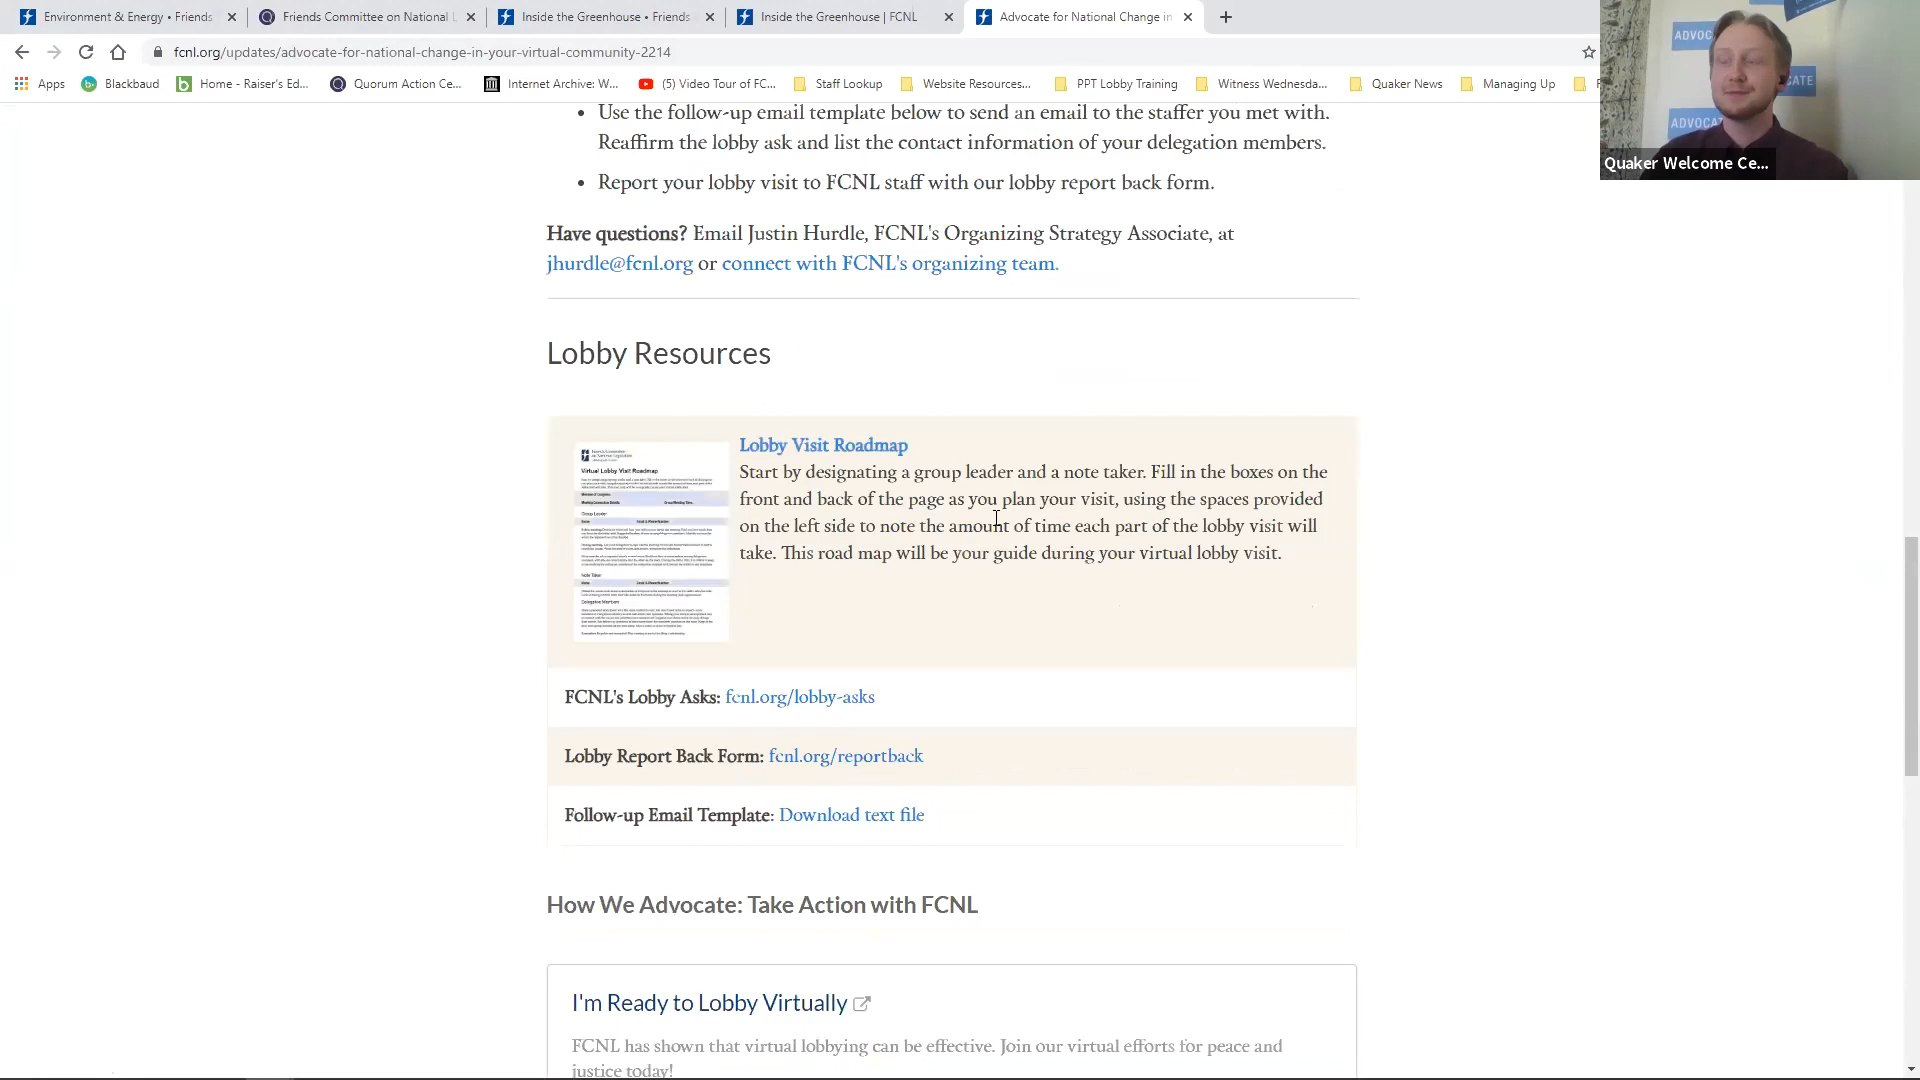 Environment & Energy • Friends
Friends Committee on National L
Inside the Greenhouse • Friends
Inside the Greenhouse | FCNL
Advocate for National Change in
fcnl.org/updates/advocate-for-national-change-in-your-virtual-community-2214
Apps
Blackbaud
Home - Raiser's Ed...
Quorum Action Ce...
Internet Archive: W...
(5) Video Tour of FC...
Staff Lookup
Website Resources...
PPT Lobby Training
Witness Wednesda...
Quaker News
Managing Up
ADVOC
CATE
ADVOCA
Quaker Welcome Ce...
• Use the follow-up email template below to send an email to the staffer you met with.
Reaffirm the lobby ask and list the contact information of your delegation members.
• Report your lobby visit to FCNL staff with our lobby report back form.
Have questions? Email Justin Hurdle, FCNL's Organizing Strategy Associate, at
jhurdle@fcnl.org or connect with FCNL's organizing team.
Lobby Resources
Virtual Lobby Visit Roadmap
Group Leader
Note Taker
Delegation Members
Lobby Visit Roadmap
Start by designating a group leader and a note taker. Fill in the boxes on the
front and back of the page as you plan your visit, using the spaces provided
on the left side to note the amount of time each part of the lobby visit will
take. This road map will be your guide during your virtual lobby visit.
FCNL's Lobby Asks: fcnl.org/lobby-asks
Lobby Report Back Form: fcnl.org/reportback
Follow-up Email Template: Download text file
How We Advocate: Take Action with FCNL
I'm Ready to Lobby Virtually
FCNL has shown that virtual lobbying can be effective. Join our virtual efforts for peace and
justice today!